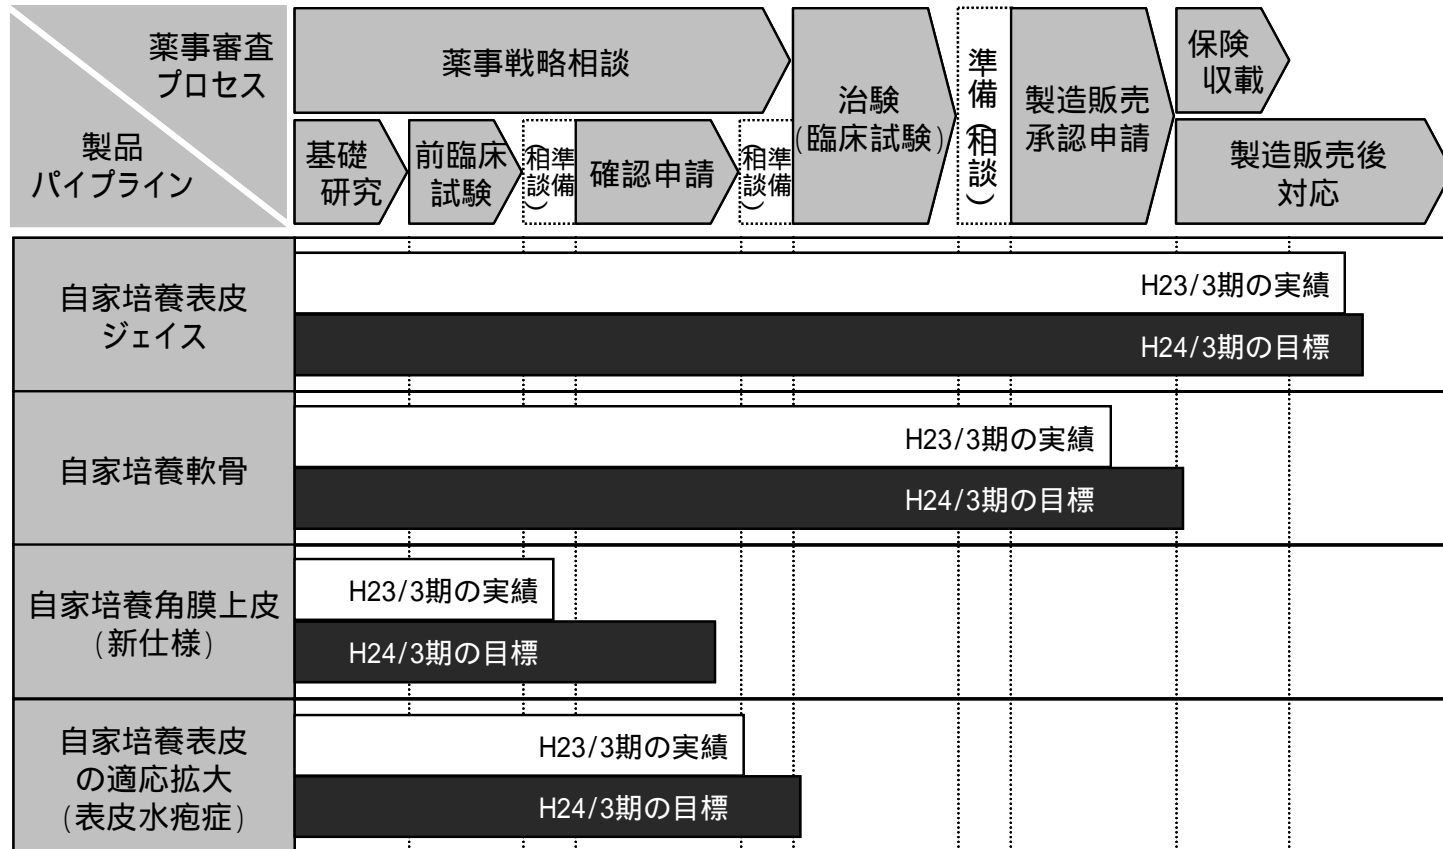 薬事審査
プロセス
製品
パイプライン
薬事戦略相談
基礎
研究
前臨床
試験
準備
(相談)
確認申請
準備
(相談)
治験
(臨床試験)
準備(相談)
製造販売
承認申請
保険
収載
製造販売後
対応
自家培養表皮
ジェイス
H23/3期の実績
H24/3期の目標
自家培養軟骨
H23/3期の実績
H24/3期の目標
自家培養角膜上皮
(新仕様)
H23/3期の実績
H24/3期の目標
自家培養表皮
の適応拡大
(表皮水疱症)
H23/3期の実績
H24/3期の目標